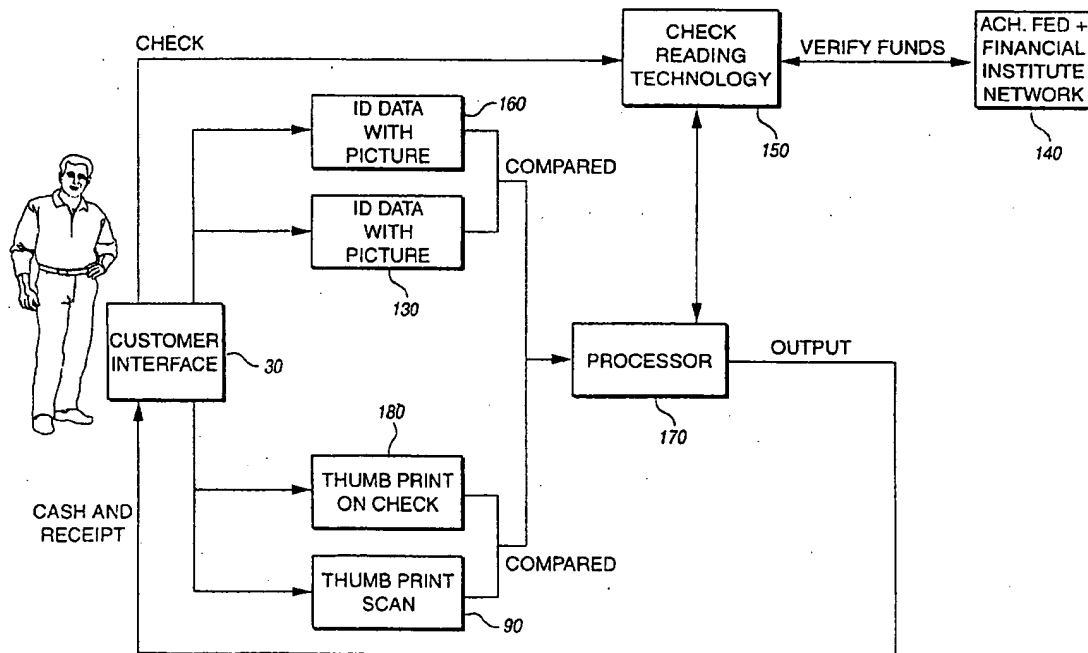 CHECK
CHECK
READING
TECHNOLOGY
150
VERIFY FUNDS
ACH. FED +
FINANCIAL
INSTITUTE
NETWORK
140
ID DATA
WITH
PICTURE
160
COMPARED
ID DATA
WITH
PICTURE
130
CUSTOMER
INTERFACE
30
PROCESSOR
170
OUTPUT
180
THUMB PRINT
ON CHECK
CASH AND
RECEIPT
COMPARED
THUMB PRINT
SCAN
90